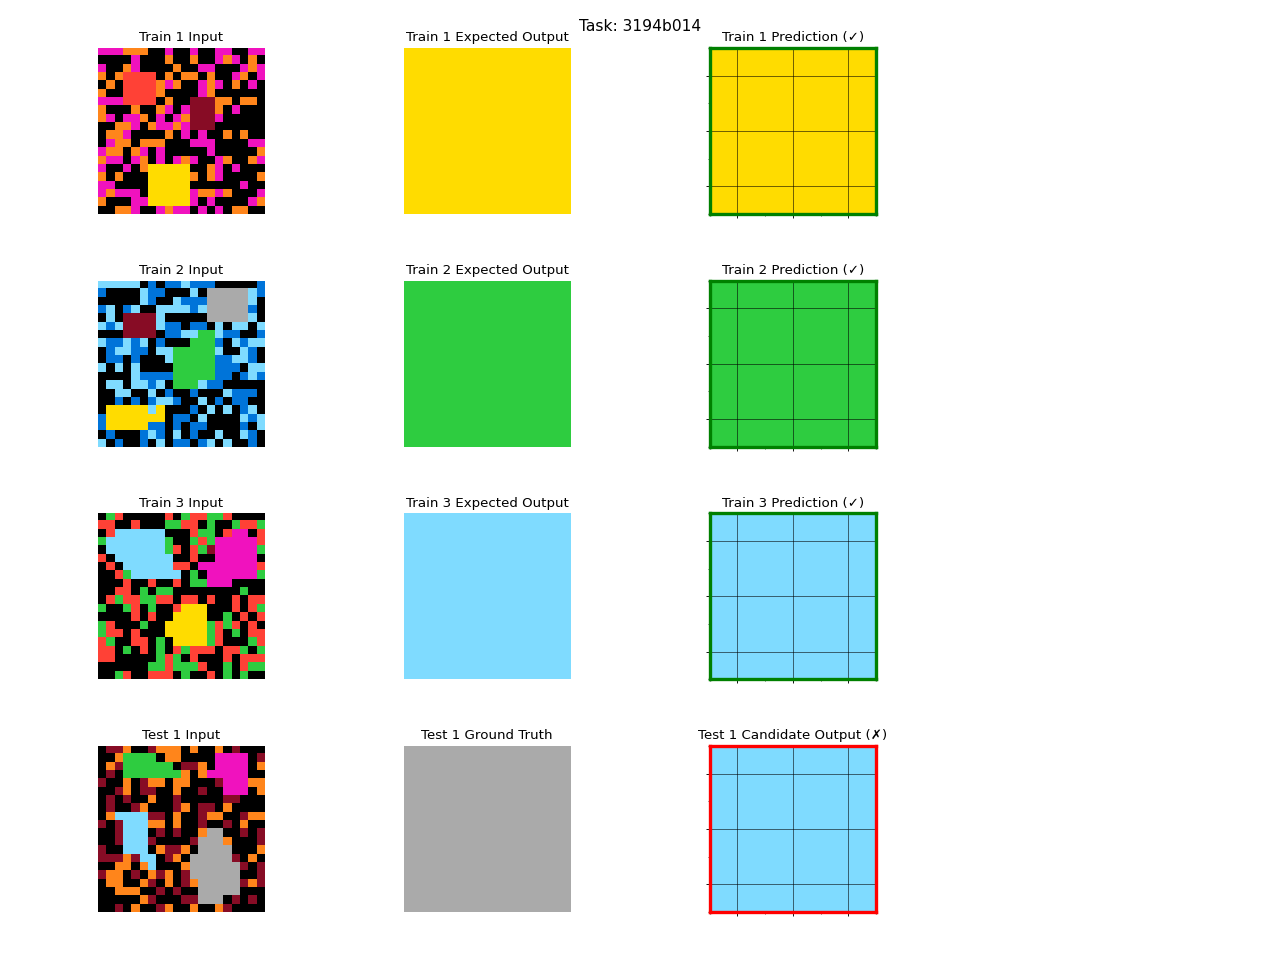 Task: 3194b014
Train 1 Input
Train 1 Expected Output
Train 1 Prediction (✓)
Train 2 Input
Train 2 Expected Output
Train 2 Prediction (✓)
Train 3 Input
Train 3 Expected Output
Train 3 Prediction (✓)
Test 1 Input
Test 1 Ground Truth
Test 1 Candidate Output (✗)